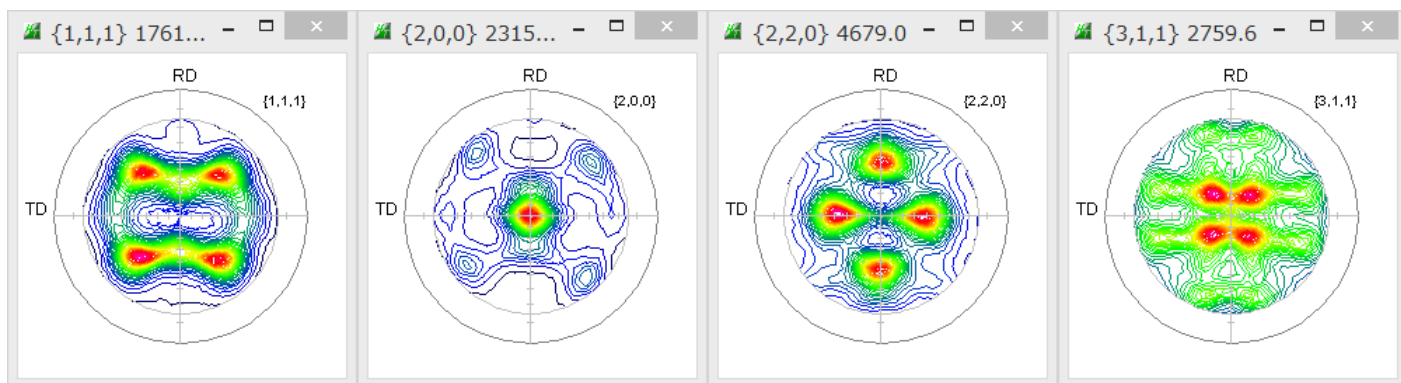 {1,1,1} 1761...
RD
{1,1,1}
TD
{2,0,0} 2315...
RD
{2,0,0}
TD
{2,2,0} 4679.0
RD
{2,2,0}
TD
{3,1,1} 2759.6
RD
{3,1,1}
TD